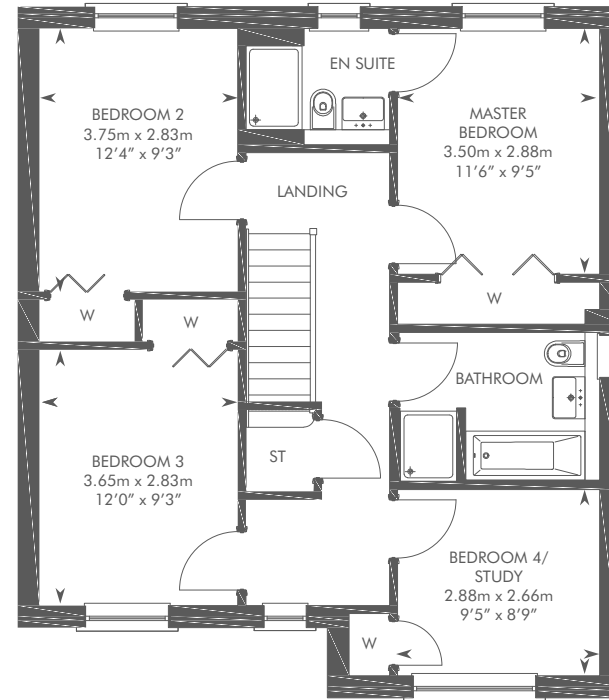 EN SUITE
BEDROOM 2
3.75m x 2.83m
12’4” x 9’3”
MASTER
BEDROOM
3.50m x 2.88m
11’6” x 9’5”
LANDING
W
W
W
BATHROOM
ST
BEDROOM 3
3.65m x 2.83m
12’0” x 9’3”
BEDROOM 4/
STUDY
2.88m x 2.66m
9’5” x 8’9”
W